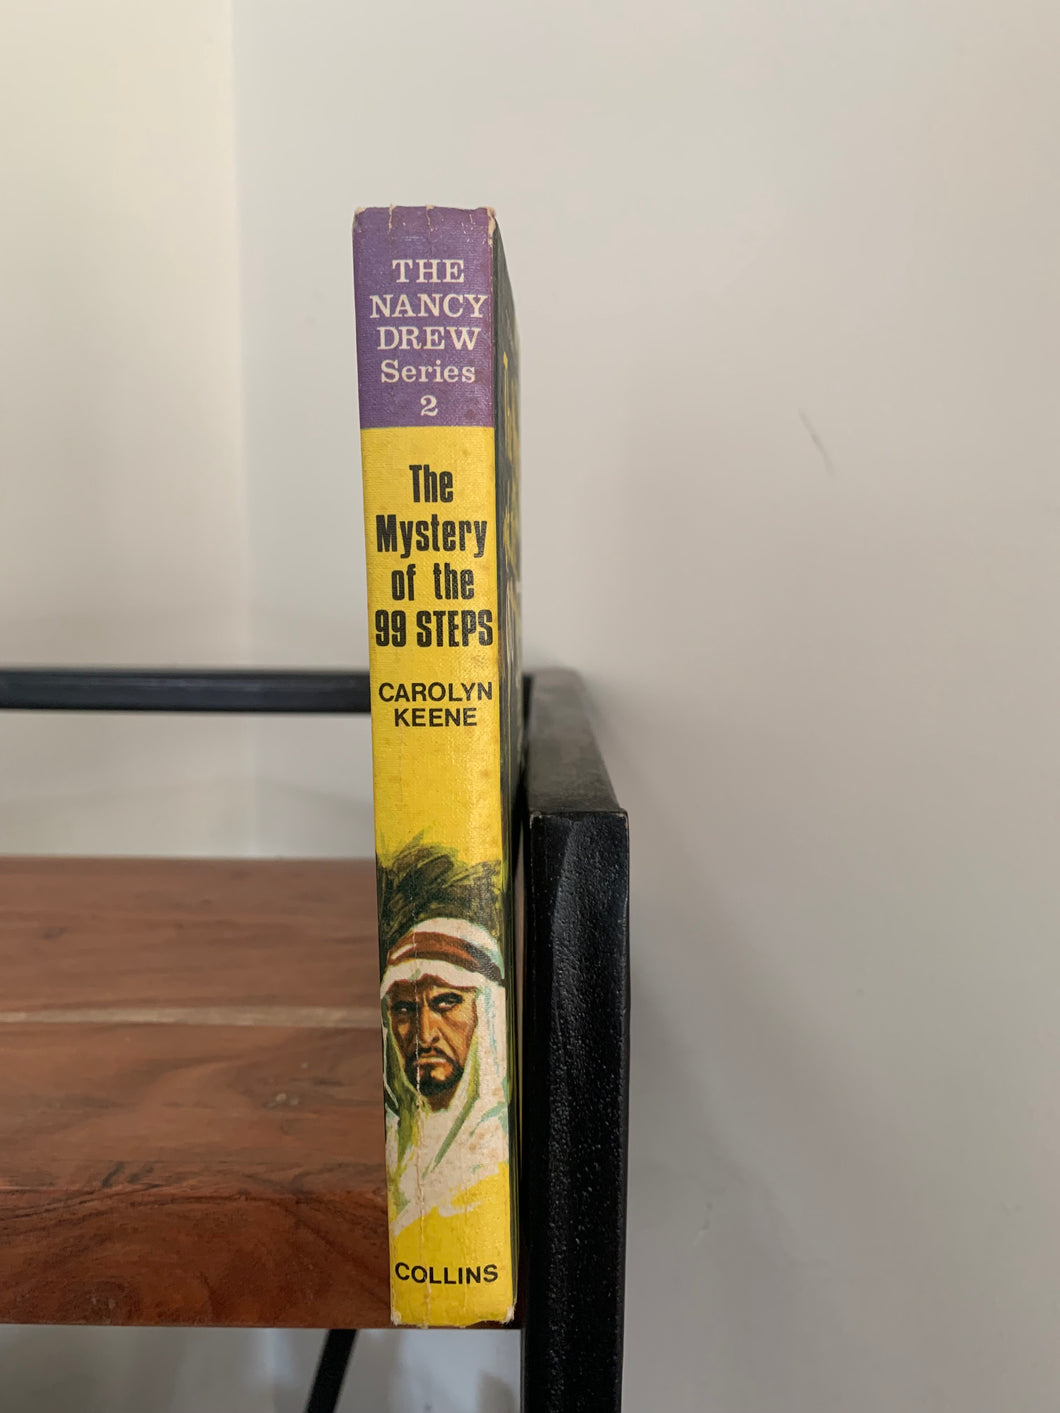 THE
NANCY
DREW
Series
2
The
Mystery
of the
99 STEPS
CAROLYN
KEENE
COLLINS